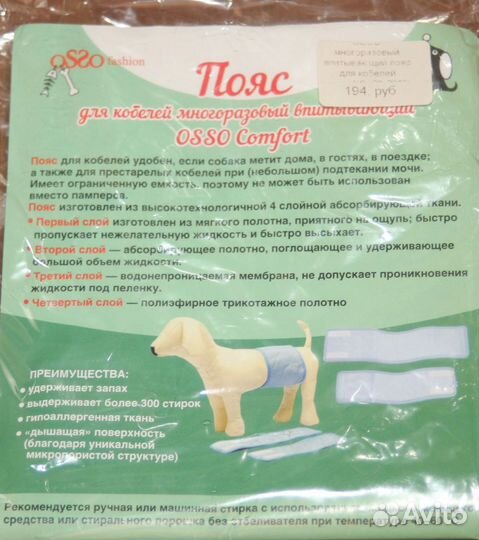 OSSO fashion
многоразовый
впитывающий пояс
для кобелей
194 руб
Пояс
для кобелей многоразовый впитывающий
OSSO Comfort
Пояс для кобелей удобен, если собака метит дома, в гостях, в поездке;
а также для престарелых кобелей при (небольшом) подтекании мочи.
Имеет ограниченную емкость, поэтому не может быть использован
вместо памперса.
Пояс изготовлен из высокотехнологичной 4 слойной абсорбирующей ткани.
• Первый слой изготовлен из мягкого полотна, приятного на ощупь; быстро
пропускает нежелательную жидкость и быстро высыхает.
• Второй слой — абсорбирующее полотно, поглощающее и удерживающее
большой объем жидкости.
• Третий слой — водонепроницаемая мембрана, не допускает проникновения
жидкости под пеленку.
• Четвертый слой — полиэфирное трикотажное полотно
ПРЕИМУЩЕСТВА:
• удерживает запах
• выдерживает более 300 стирок
• гипоаллергенная ткань
• «дышащая» поверхность
(благодаря уникальной
микропористой структуре)
Рекомендуется ручная или машинная стирка с использованием
средства или стирального порошка без отбеливателя при температуре
Avito